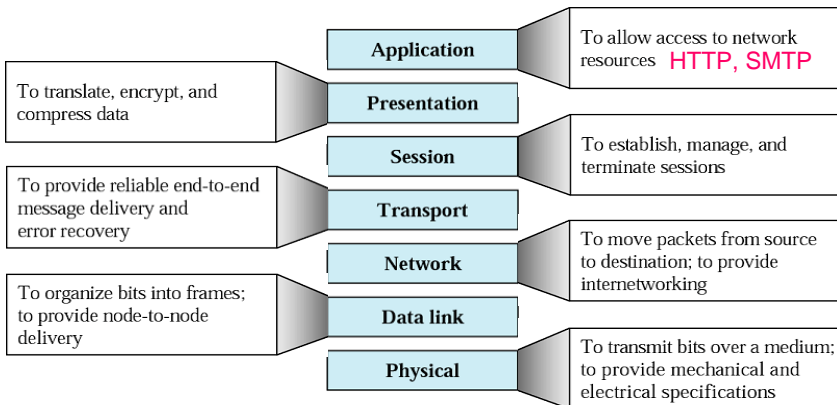 Application
To allow access to network
resources HTTP, SMTP
To translate, encrypt, and
compress data
Presentation
Session
To establish, manage, and
terminate sessions
To provide reliable end-to-end
message delivery and
error recovery
Transport
Network
To move packets from source
to destination; to provide
internetworking
To organize bits into frames;
to provide node-to-node
delivery
Data link
Physical
To transmit bits over a medium;
to provide mechanical and
electrical specifications